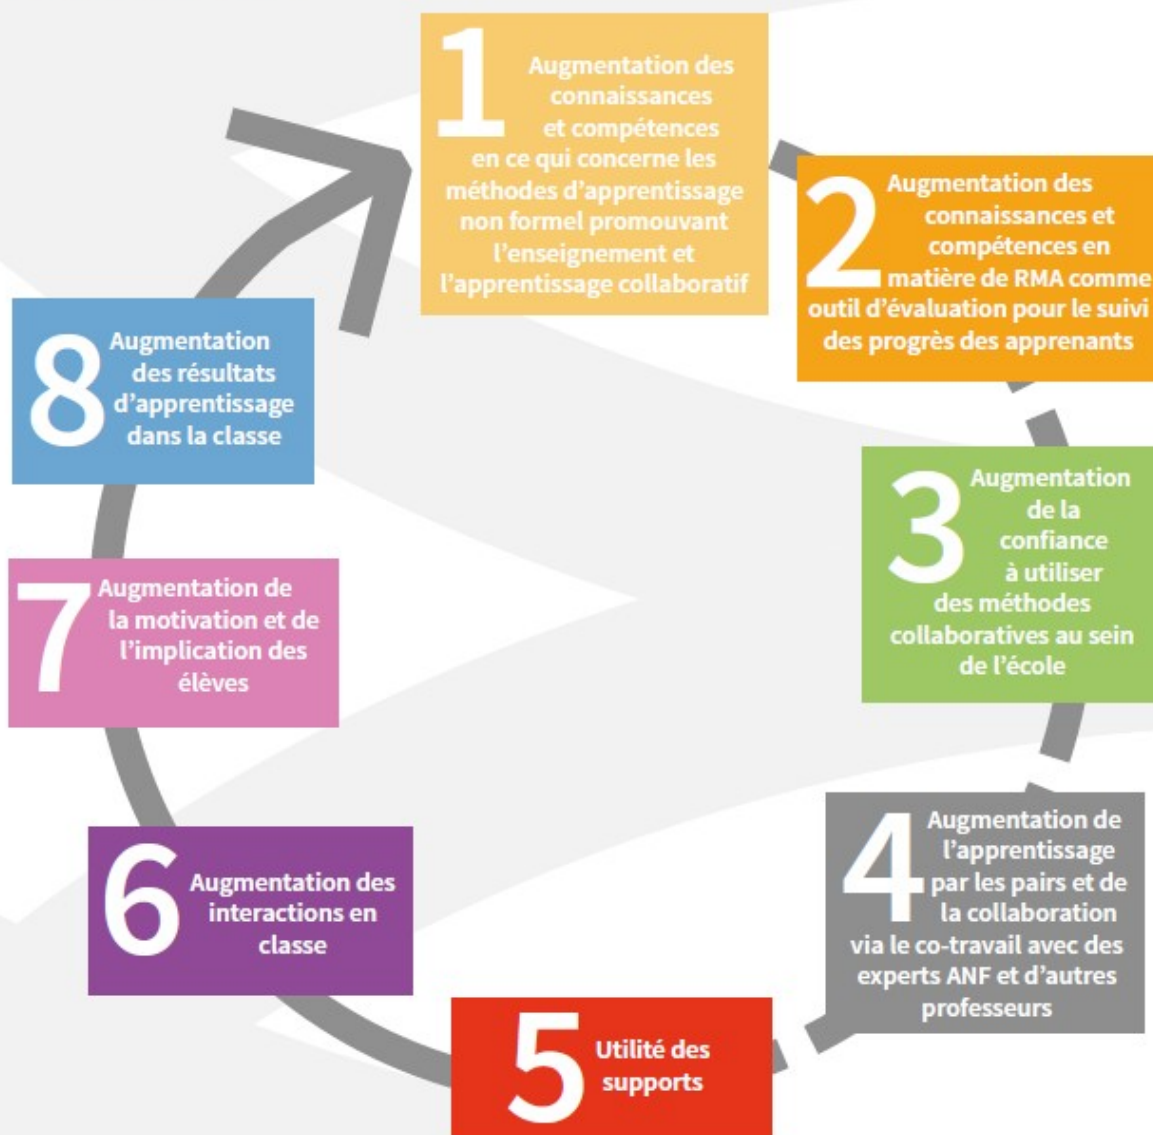 1
Augmentation des
connaissances
et compétences
en ce qui concerne les
méthodes d'apprentissage
non formel promouvant
l'enseignement et
l'apprentissage collaboratif
2
Augmentation des
connaissances et
compétences en
matière de RMA comme
outil d'évaluation pour le suivi
des progrès des apprenants
3
Augmentation
de la
confiance
à utiliser
des méthodes
collaboratives au sein
de l'école
4
Augmentation de
l'apprentissage
par les pairs et de
la collaboration
via le co-travail avec des
experts ANF et d'autres
professeurs
5
Utilité des
supports
6
Augmentation des
interactions en
classe
7
Augmentation de
la motivation et de
l'implication des
élèves
8
Augmentation
des résultats
d'apprentissage
dans la classe